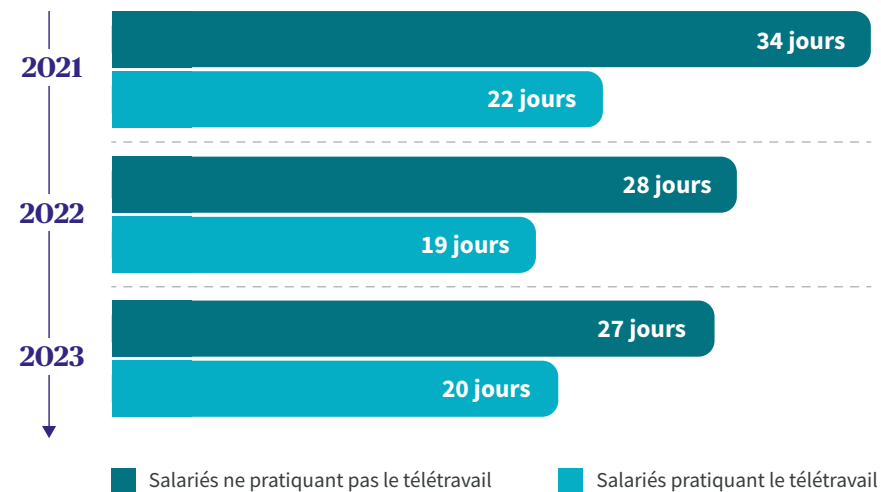 2021
34 jours
22 jours
2022
28 jours
19 jours
2023
27 jours
20 jours
Salariés ne pratiquant pas le télétravail
Salariés pratiquant le télétravail